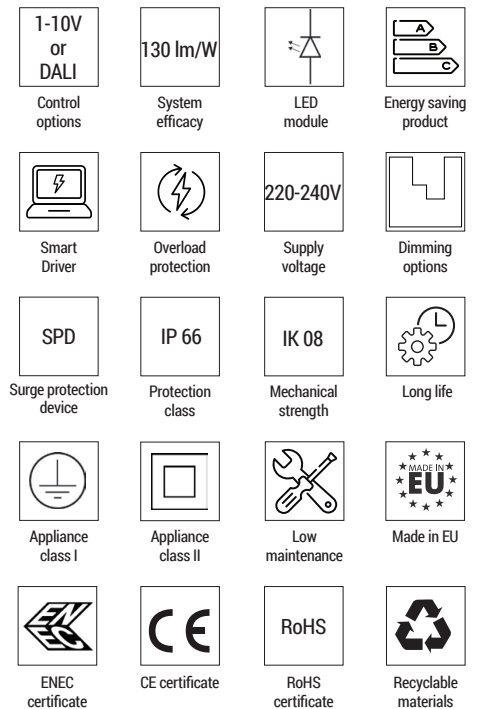 1-10V
or
DALI
Control
options
130 lm/W
System
efficacy
LED
module
A
B
C
Energy saving
product
Smart
Driver
Overload
protection
220-240V
Supply
voltage
Dimming
options
SPD
Surge protection
device
IP 66
Protection
class
IK 08
Mechanical
strength
Long life
Appliance
class I
Appliance
class II
Low
maintenance
MADE IN
EU
Made in EU
EN
EC
ENEC
certificate
CE
CE certificate
RoHS
RoHS
certificate
Recyclable
materials